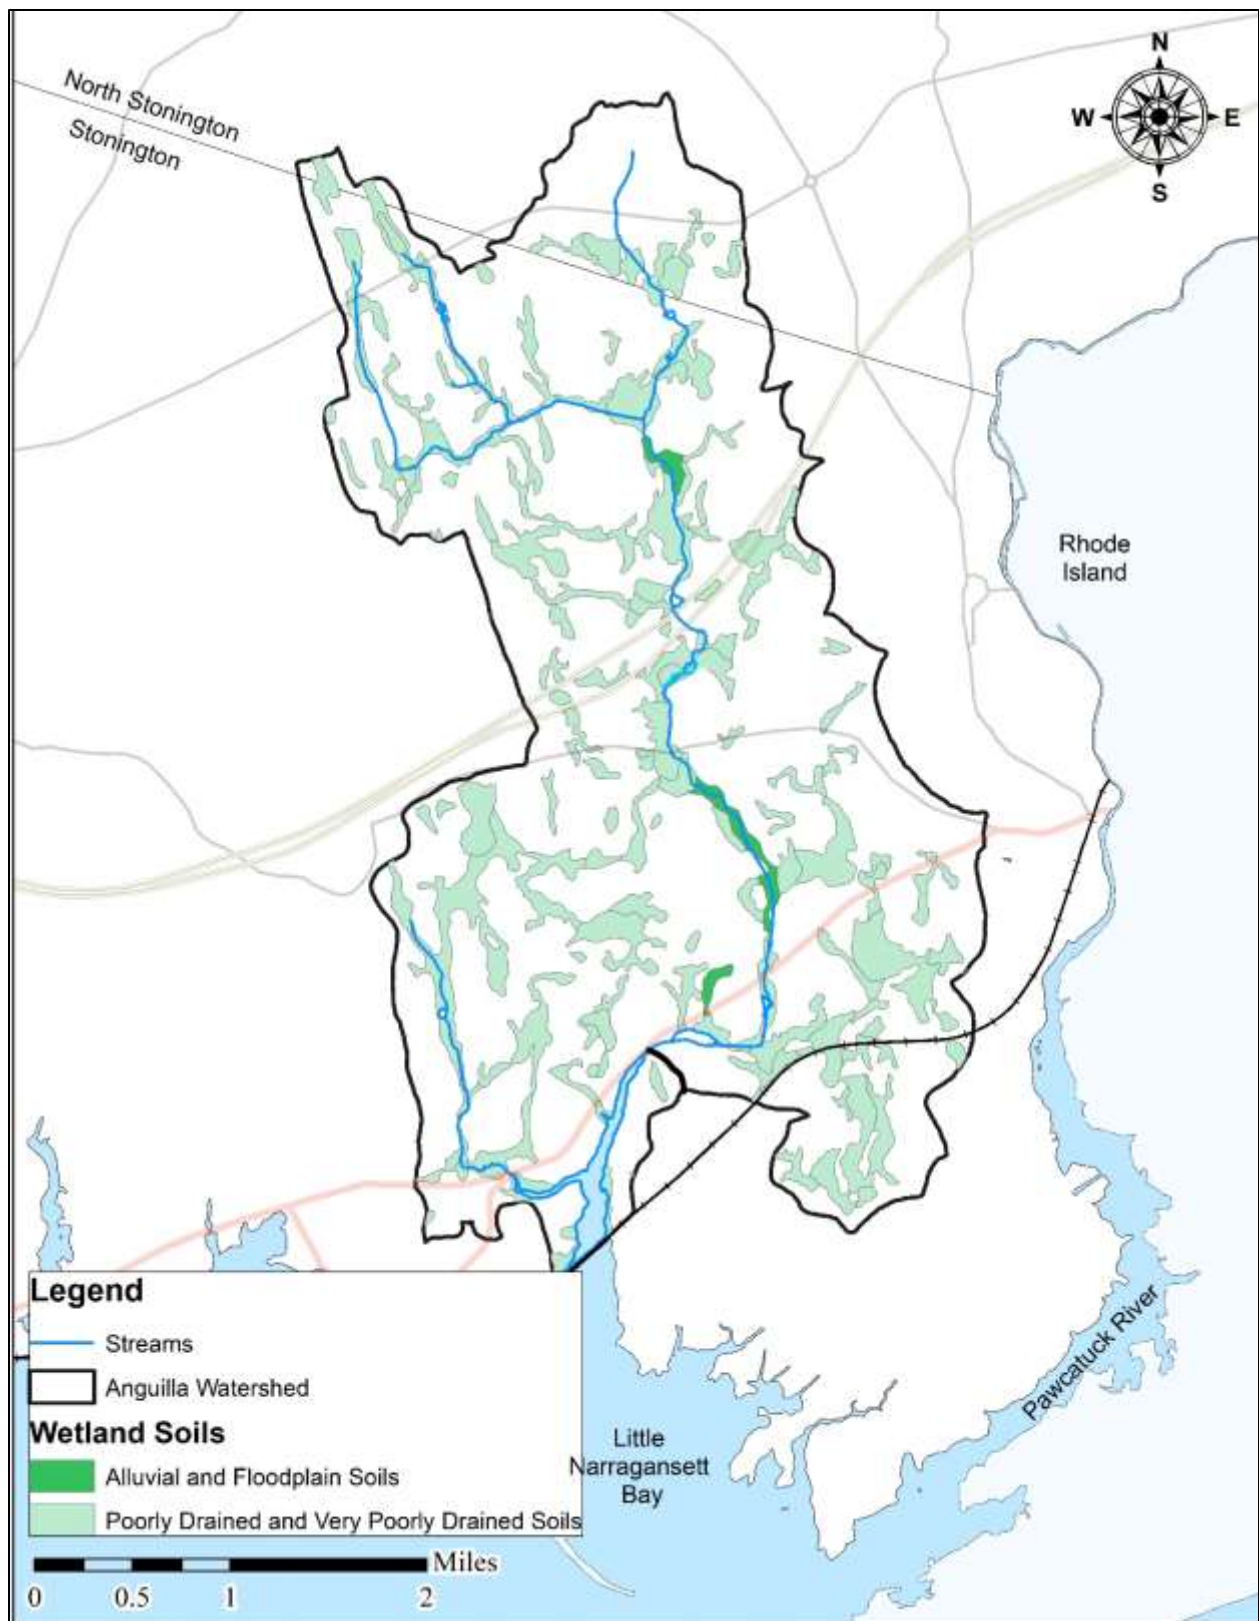 N
W
E
S
North Stonington
Stonington
Rhode
Island
Pawcatuck River
Little
Narragansett
Bay
Legend
Streams
Anguilla Watershed
Wetland Soils
Alluvial and Floodplain Soils
Poorly Drained and Very Poorly Drained Soils
Miles
0 0.5 1 2